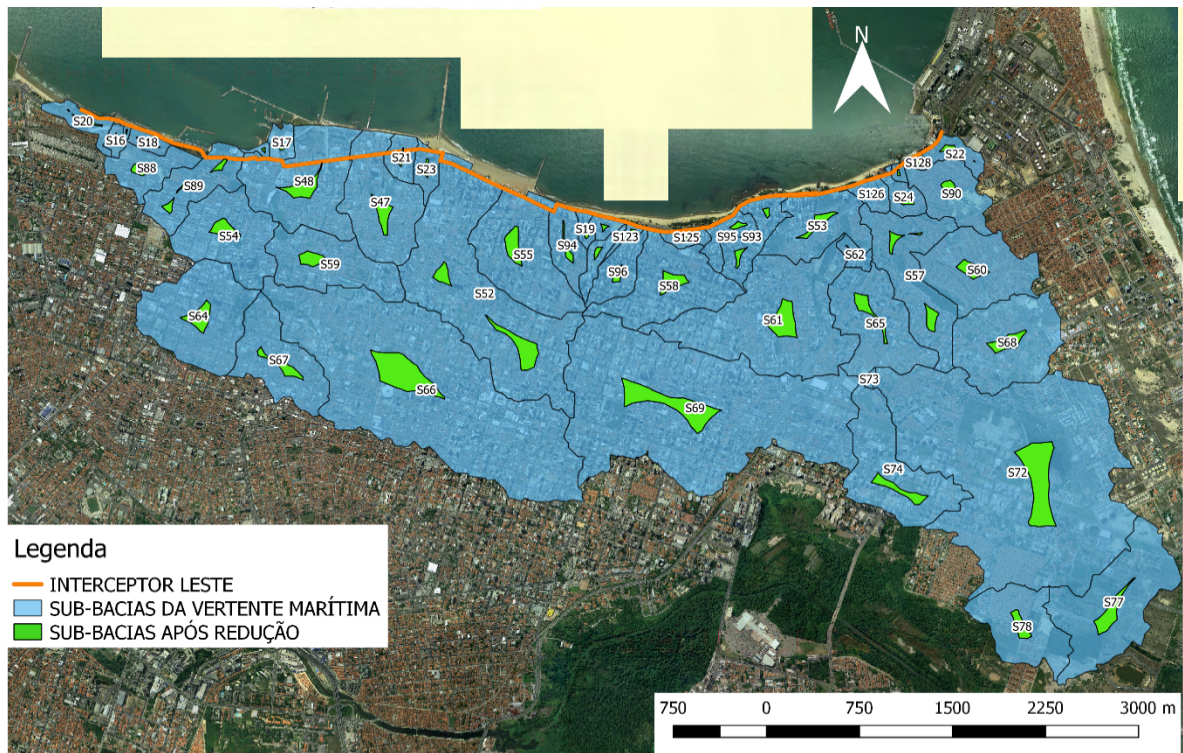 N
S20
S16
S18
S17
S88
S89
S48
S21
S23
S47
S54
S59
S55
S94
S19
S123
S125
S95
S93
S96
S58
S52
S53
S126
S24
S128
S22
S90
S62
S57
S60
S61
S65
S68
S64
S67
S66
S69
S73
S74
S72
S77
S78
Legenda
INTERCEPTOR LESTE
SUB-BACIAS DA VERTENTE MARÍTIMA
SUB-BACIAS APÓS REDUÇÃO
750 0 750 1500 2250 3000 m